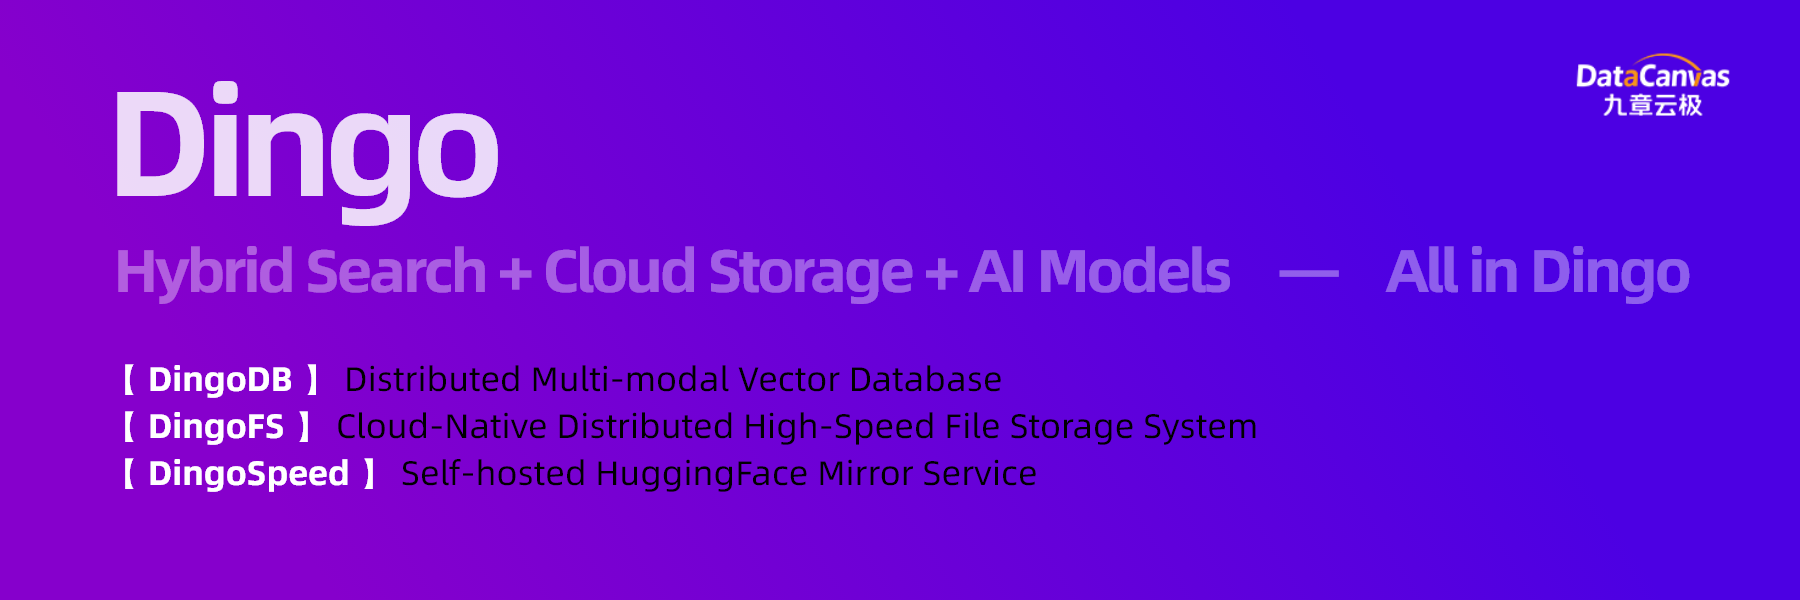 DataCanvas
九章云极
Dingo
Hybrid Search + Cloud Storage + AI Models — All in Dingo
【 DingoDB 】 Distributed Multi-modal Vector Database
【 DingoFS 】 Cloud-Native Distributed High-Speed File Storage System
【 DingoSpeed 】 Self-hosted HuggingFace Mirror Service